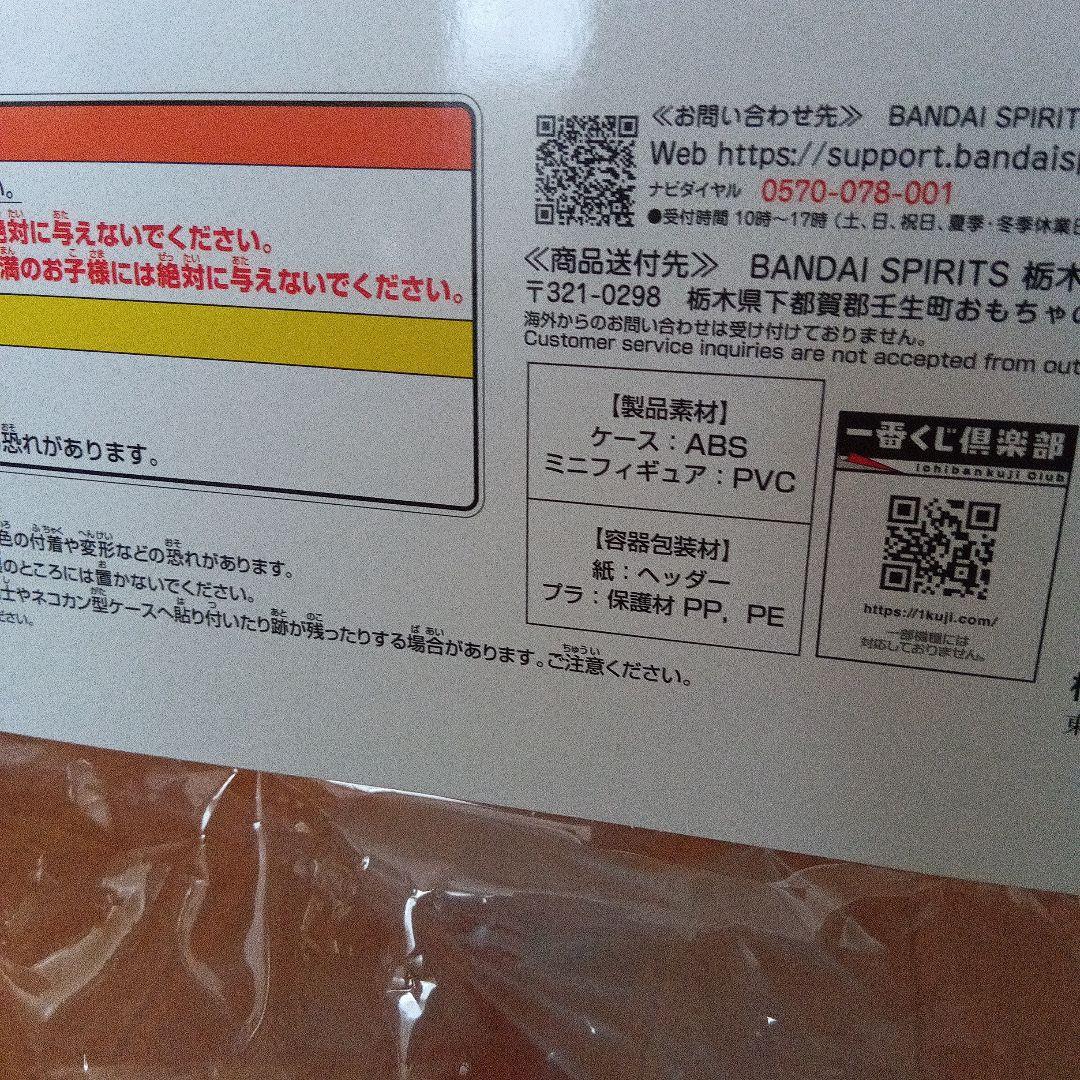 い。
絶対に与えないでください。
満のお子様には絶対に与えないでください。
恐れがあります。
色の付着や変形などの恐れがあります。
のところには置かないでください。
やネコカン型ケースへ貼り付いたり跡が残ったりする場合があります。ご注意ください。
ださい。
≪お問い合わせ先≫ BANDAI SPIRIT
Web https://support.bandaisp
ナビダイヤル 0570-078-001
●受付時間 10時～17時 (土、日、祝日、夏季・冬季休業日
≪商品送付先≫ BANDAI SPIRITS 栃木
〒321-0298 栃木県下都賀郡壬生町おもちゃの
海外からのお問い合わせは受け付けておりません。
Customer service inquiries are not accepted from out
【製品素材】
ケース：ABS
ミニフィギュア：PVC
【容器包装材】
紙：ヘッダー
プラ：保護材 PP, PE
一番くじ倶楽部
Ichibankuji Club
https://1kuji.com/
一部機種には
対応しておりません。